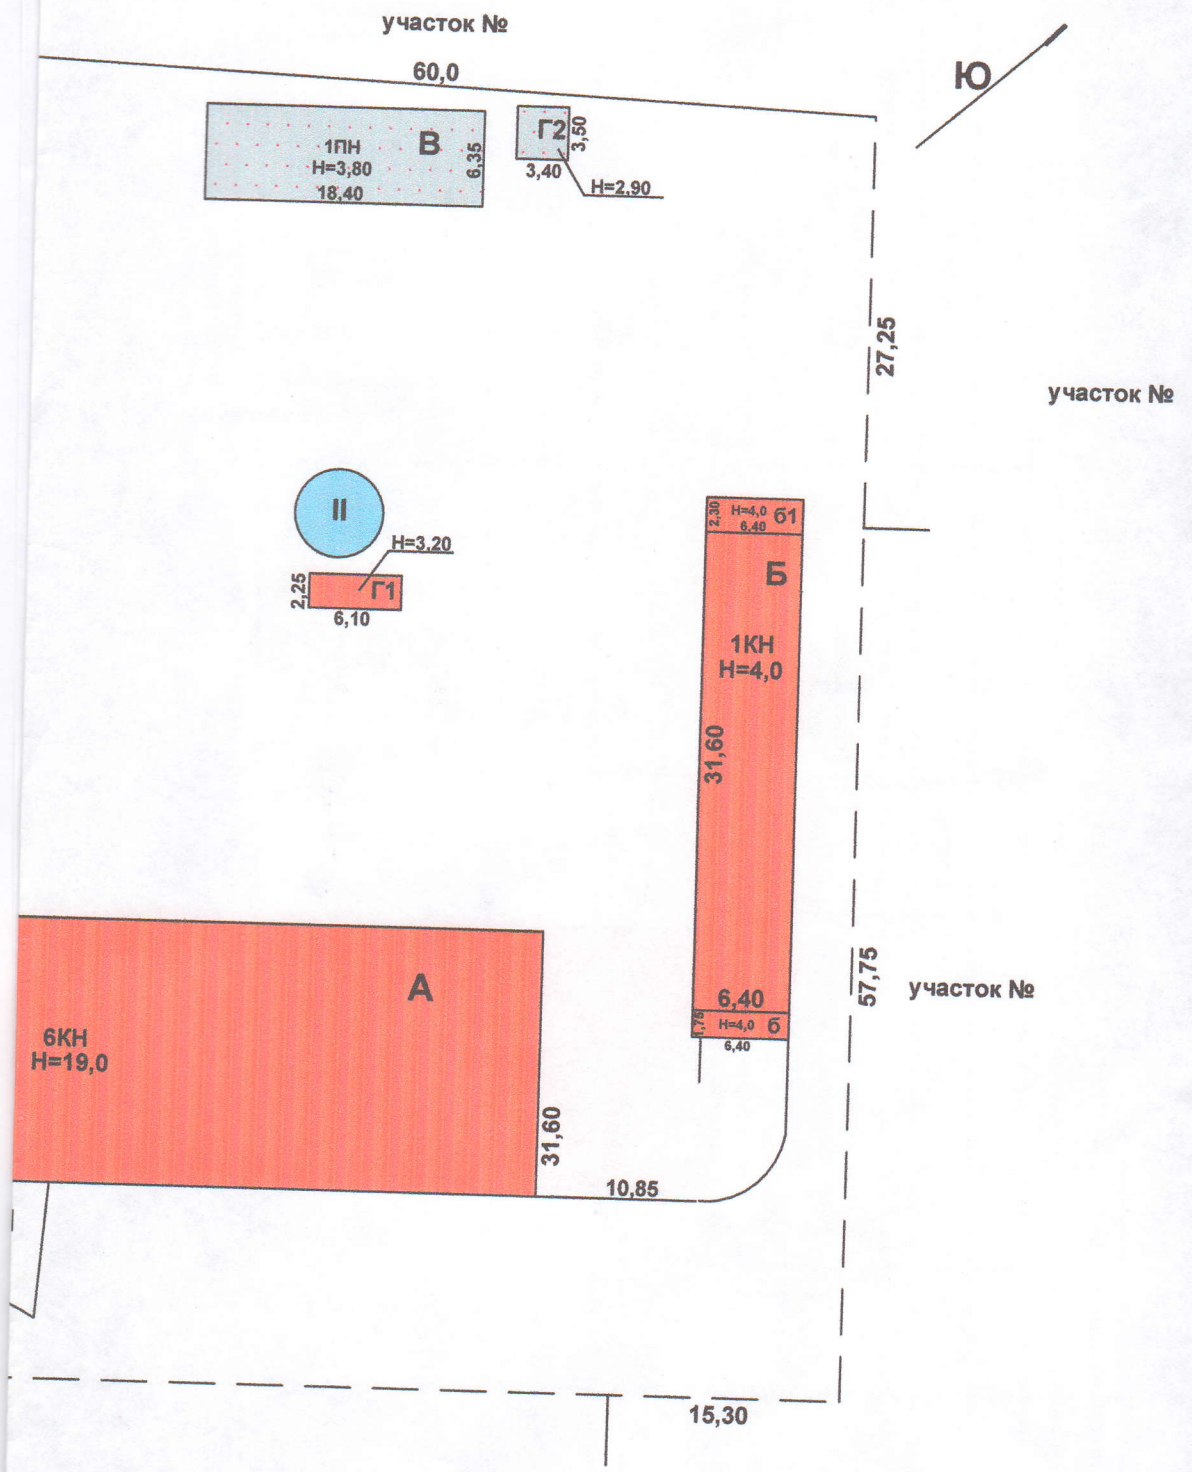 участок №
60,0
Ю
В
1ПН
Н=3,80
18,40
6,35
Г2
3,50
3,40
Н=2,90
27,25
участок №
II
Н=3,20
2,25
Г1
6,10
2,30
Н=4,0
6,40
б1
Б
1КН
Н=4,0
31,60
6,40
1,75
Н=4,0
б
6,40
57,75
участок №
А
6КН
Н=19,0
31,60
10,85
15,30